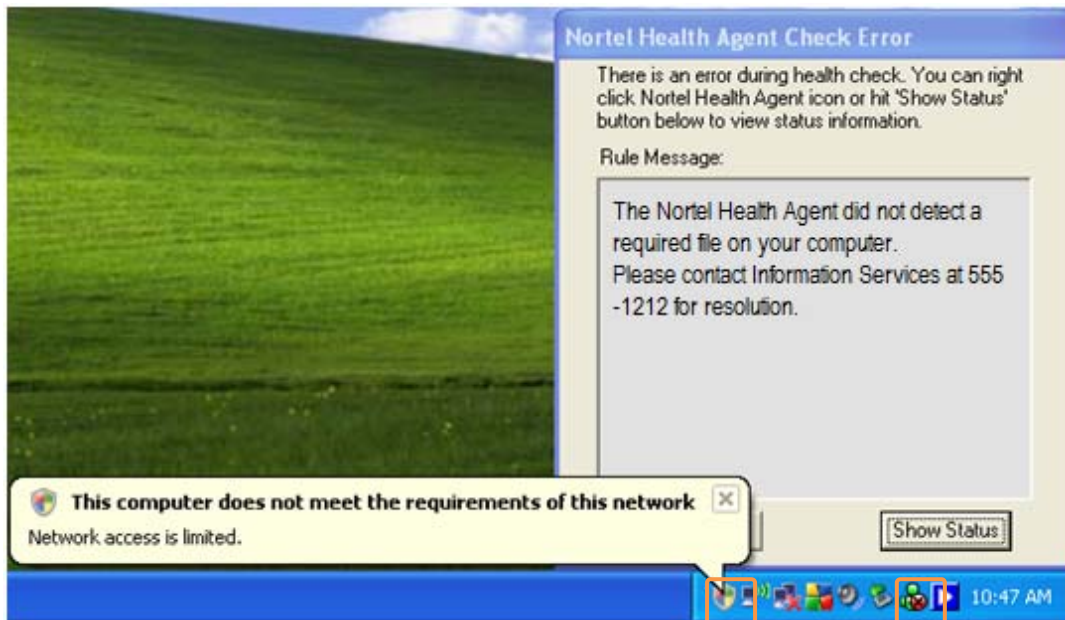 Nortel Health Agent Check Error
There is an error during health check. You can right
click Nortel Health Agent icon or hit 'Show Status'
button below to view status information.
Rule Message:
The Nortel Health Agent did not detect a
required file on your computer.
Please contact Information Services at 555
-1212 for resolution.
This computer does not meet the requirements of this network
Network access is limited.
Show Status
10:47 AM